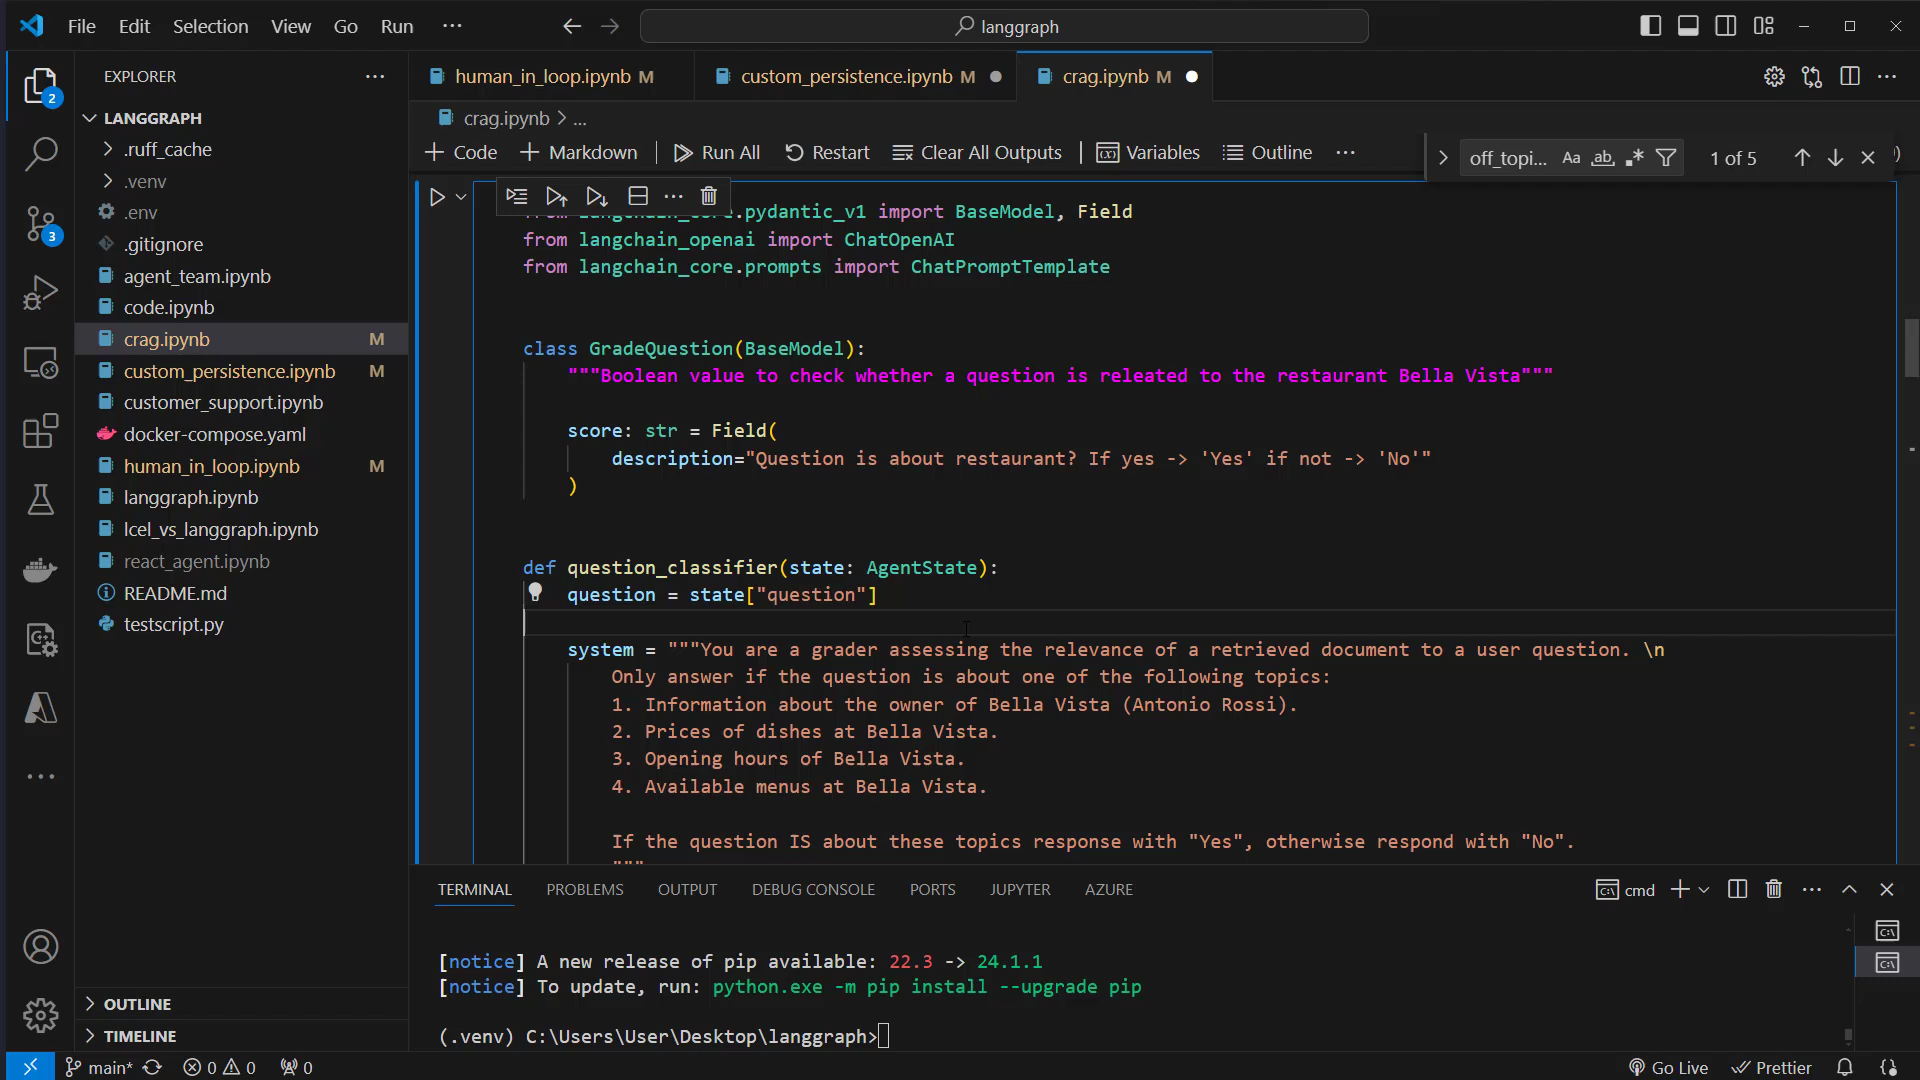 File Edit Selection View Go Run ···
langgraph
EXPLORER
LANGGRAPH
.ruff_cache
.venv
.env
.gitignore
agent_team.ipynb
code.ipynb
crag.ipynb M
custom_persistence.ipynb M
customer_support.ipynb
docker-compose.yaml
human_in_loop.ipynb M
langgraph.ipynb
lcel_vs_langgraph.ipynb
react_agent.ipynb
README.md
testscript.py
OUTLINE
TIMELINE
2
3
human_in_loop.ipynb M
custom_persistence.ipynb M
crag.ipynb M
crag.ipynb > ...
+ Code + Markdown | Run All Restart Clear All Outputs | Variables Outline ···
off_topi... Aa ab 1 of 5
.pydantic_v1 import BaseModel, Field
from langchain_openai import ChatOpenAI
from langchain_core.prompts import ChatPromptTemplate
class GradeQuestion(BaseModel):
"""Boolean value to check whether a question is releated to the restaurant Bella Vista"""
score: str = Field(
description="Question is about restaurant? If yes -> 'Yes' if not -> 'No'"
)
def question_classifier(state: AgentState):
question = state["question"]
system = """You are a grader assessing the relevance of a retrieved document to a user question. \n
Only answer if the question is about one of the following topics:
1. Information about the owner of Bella Vista (Antonio Rossi).
2. Prices of dishes at Bella Vista.
3. Opening hours of Bella Vista.
4. Available menus at Bella Vista.
If the question IS about these topics response with "Yes", otherwise respond with "No".
"""
TERMINAL PROBLEMS OUTPUT DEBUG CONSOLE PORTS JUPYTER AZURE
cmd
[notice] A new release of pip available: 22.3 -> 24.1.1
[notice] To update, run: python.exe -m pip install --upgrade pip
(.venv) C:\Users\User\Desktop\langgraph>
main* 0 0 0
Go Live Prettier